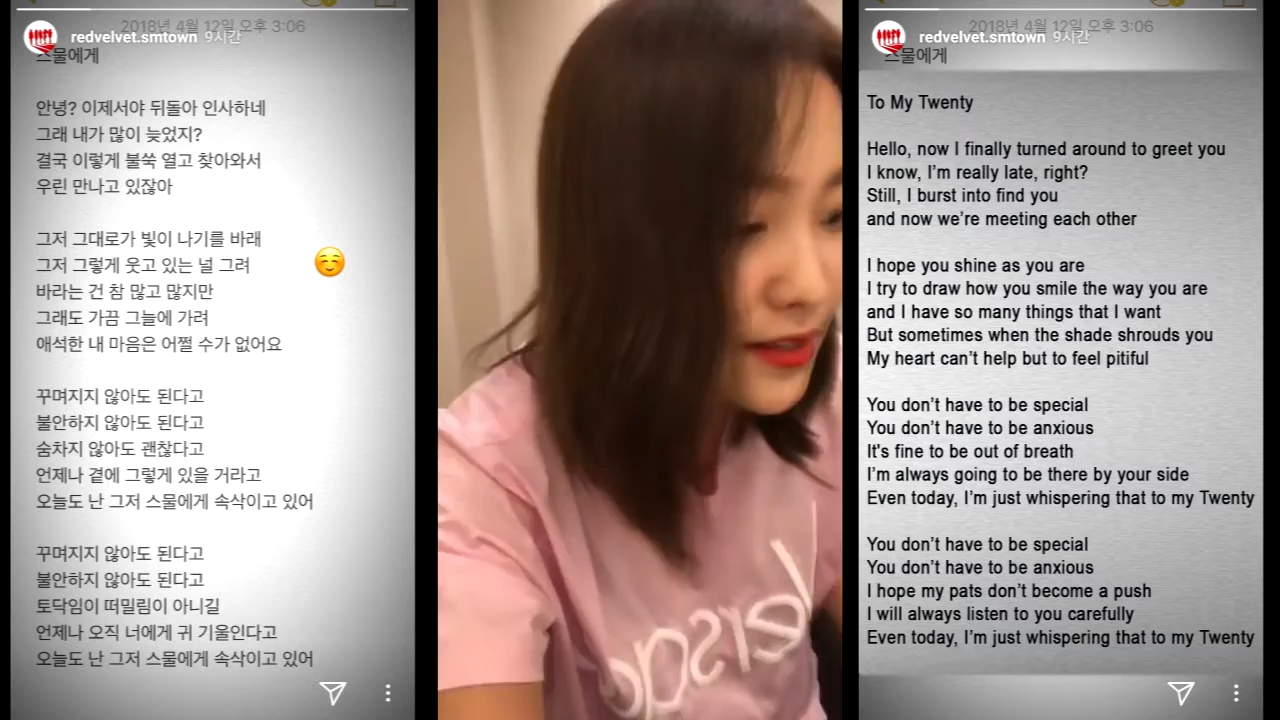 2018년 4월 12일 오후 3:06
redvelvet.smtown 9시간
스물에게
안녕? 이제서야 뒤돌아 인사하네
그래 내가 많이 늦었지?
결국 이렇게 불쑥 열고 찾아와서
우린 만나고 있잖아
그저 그대로가 빛이 나기를 바래
그저 그렇게 웃고 있는 널 그려
바라는 건 참 많고 많지만
그래도 가끔 그늘에 가려
애석한 내 마음은 어쩔 수가 없어요
꾸며지지 않아도 된다고
불안하지 않아도 된다고
숨차지 않아도 괜찮다고
언제나 곁에 그렇게 있을 거라고
오늘도 난 그저 스물에게 속삭이고 있어
꾸며지지 않아도 된다고
불안하지 않아도 된다고
토닥임이 떠밀림이 아니길
언제나 오직 너에게 귀 기울인다고
오늘도 난 그저 스물에게 속삭이고 있어
2018년 4월 12일 오후 3:06
redvelvet.smtown 9시간
스물에게
To My Twenty
Hello, now I finally turned around to greet you
I know, I'm really late, right?
Still, I burst into find you
and now we're meeting each other
I hope you shine as you are
I try to draw how you smile the way you are
and I have so many things that I want
But sometimes when the shade shrouds you
My heart can't help but to feel pitiful
You don't have to be special
You don't have to be anxious
It's fine to be out of breath
I'm always going to be there by your side
Even today, I'm just whispering that to my Twenty
You don't have to be special
You don't have to be anxious
I hope my pats don't become a push
I will always listen to you carefully
Even today, I'm just whispering that to my Twenty